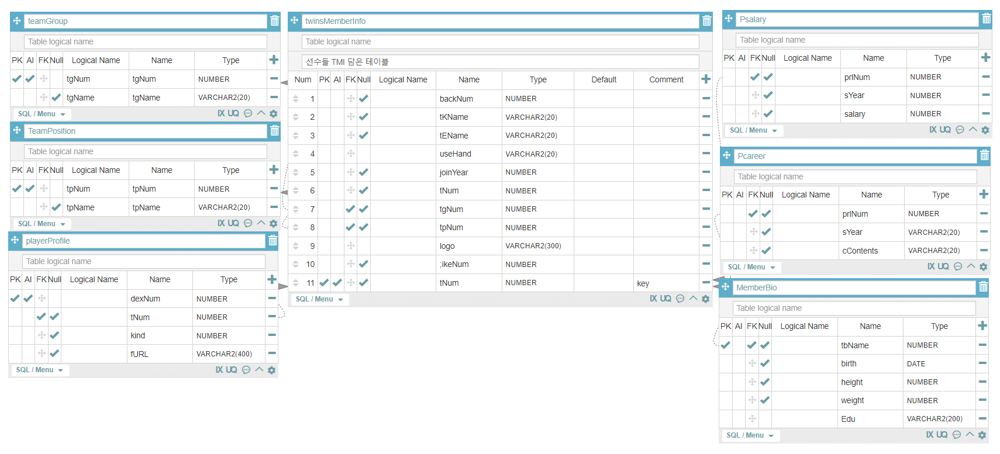 teamGroup
Table logical name
PK AI FK Null Logical Name Name Type
tgNum tgNum NUMBER
tgName tgName VARCHAR2(20)
SQL / Menu IX UQ
TeamPosition
Table logical name
PK AI FK Null Logical Name Name Type
tpNum tpNum NUMBER
tpName tpName VARCHAR2(20)
SQL / Menu IX UQ
playerProfile
Table logical name
PK AI FK Null Logical Name Name Type
dexNum NUMBER
tNum NUMBER
kind NUMBER
fURL VARCHAR2(400)
SQL / Menu IX UQ
twinsMemberInfo
Table logical name
선수들 TMI 담은 테이블
Num PK AI FK Null Logical Name Name Type Default Comment
1 backNum NUMBER
2 tKName VARCHAR2(20)
3 tEName VARCHAR2(20)
4 useHand VARCHAR2(20)
5 joinYear NUMBER
6 tNum NUMBER
7 tgNum NUMBER
8 tpNum NUMBER
9 logo VARCHAR2(300)
10 ;ikeNum NUMBER
11 tNum NUMBER key
SQL / Menu IX UQ
Psalary
Table logical name
PK AI FK Null Logical Name Name Type
prlNum NUMBER
sYear NUMBER
salary NUMBER
SQL / Menu IX UQ
Pcareer
Table logical name
PK AI FK Null Logical Name Name Type
prlNum NUMBER
sYear VARCHAR2(20)
cContents VARCHAR2(20)
SQL / Menu IX UQ
MemberBio
Table logical name
PK AI FK Null Logical Name Name Type
tbName NUMBER
birth DATE
height NUMBER
weight NUMBER
Edu VARCHAR2(200)
SQL / Menu IX UQ